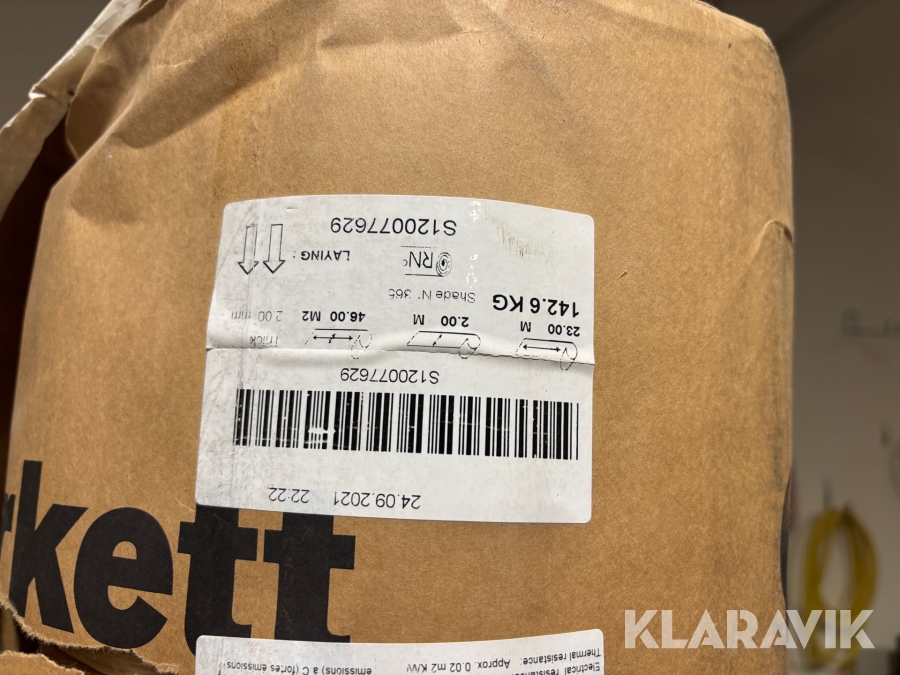 24.09.2021 22:22
S120077629
23.00 M 2.00 M 46.00 M2 Thick 2.00 mm
142.6 KG Shade N° 365
LAYING :
S120077629
rkett
Thermal resistance: Approx. 0.02 m2 K/W
emissions) à C (fortes émissions
KLARAVIK